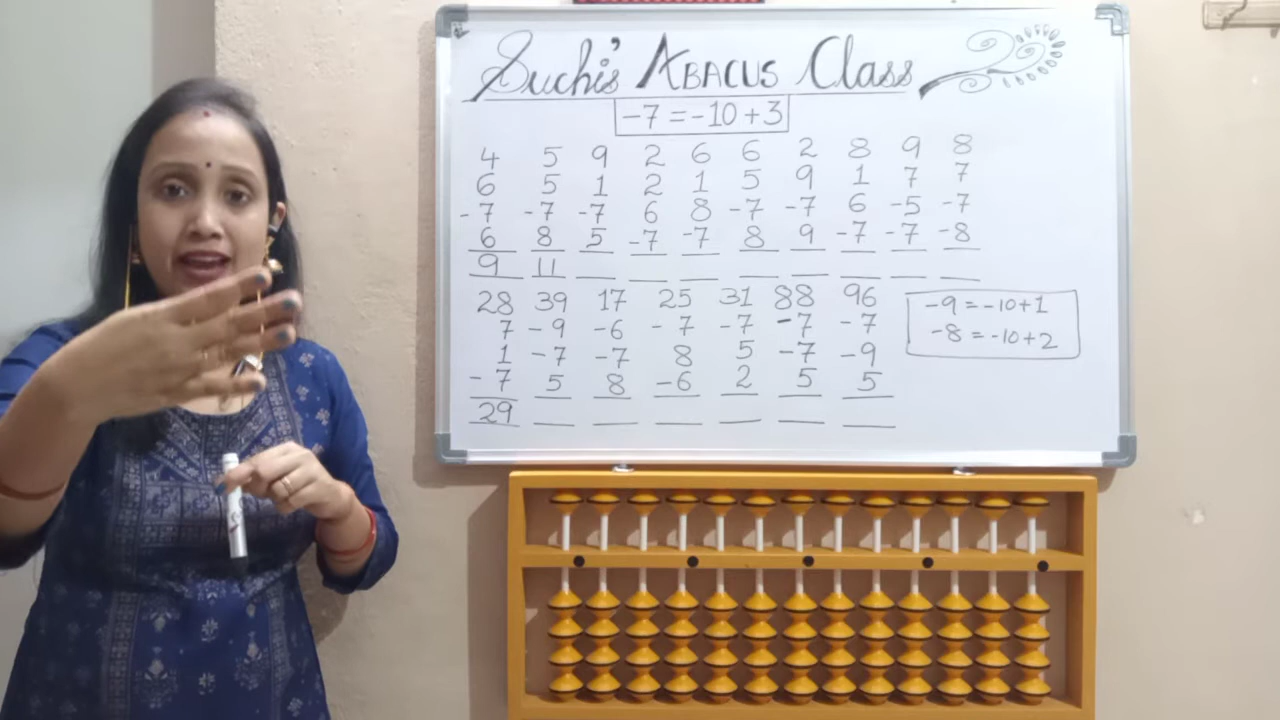 Suchi's ABACUS Class
-7 = -10 + 3
4 5 9 2 6 6 2 8 9 8
6 5 1 2 1 5 9 1 7 7
-7 -7 -7 6 8 -7 -7 6 -5 -7
6 8 5 -7 -7 8 9 -7 -7 -8
9 11
28 39 17 25 31 88 96
7 -9 -6 -7 -7 -7 -7
1 -7 -7 8 5 -7 -9
-7 5 8 -6 2 5 5
29
-9 = -10+1
-8 = -10+2